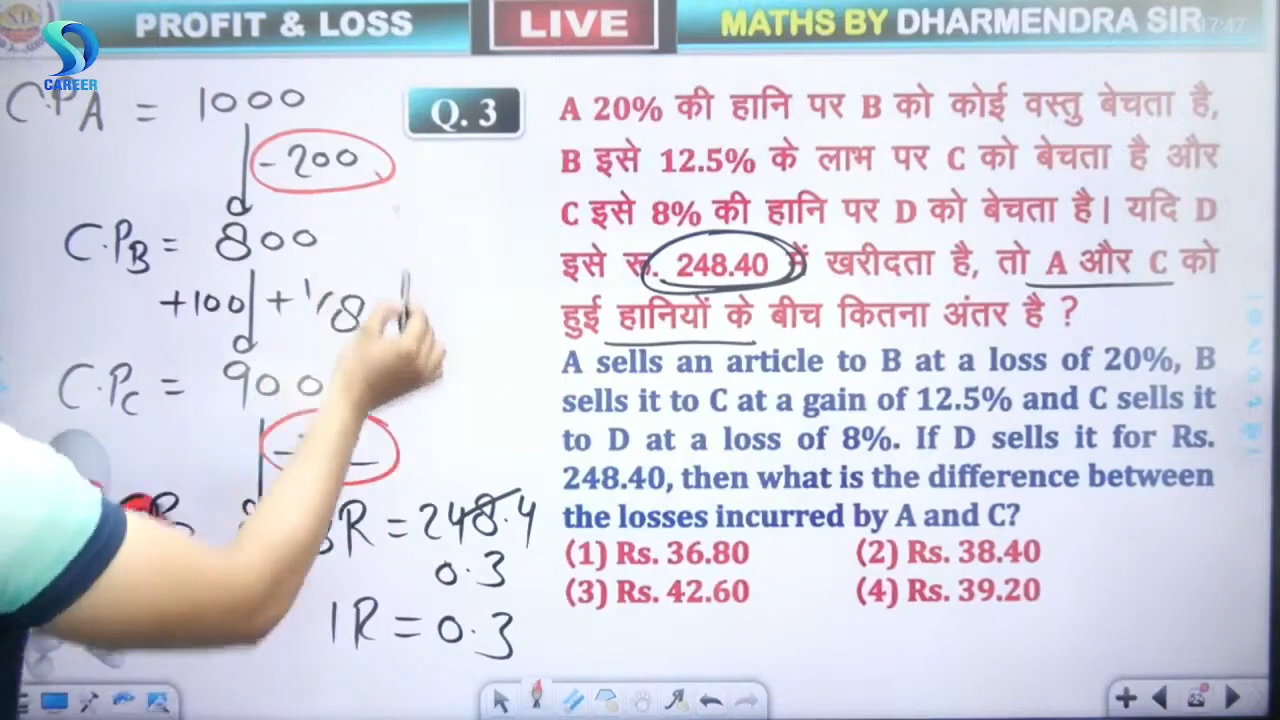 PROFIT & LOSS
LIVE
MATHS BY DHARMENDRA SIR
17:47
CAREER
C.PA = 1000
-200
C.PB = 800
+100 + 1/8
C.PC = 900
R = 248.4
0.3
1R = 0.3
Q. 3
A 20% की हानि पर B को कोई वस्तु बेचता है,
B इसे 12.5% के लाभ पर C को बेचता है और
C इसे 8% की हानि पर D को बेचता है। यदि D
इसे रू. 248.40 में खरीदता है, तो A और C को
हुई हानियों के बीच कितना अंतर है ?
A sells an article to B at a loss of 20%, B
sells it to C at a gain of 12.5% and C sells it
to D at a loss of 8%. If D sells it for Rs.
248.40, then what is the difference between
the losses incurred by A and C?
(1) Rs. 36.80 (2) Rs. 38.40
(3) Rs. 42.60 (4) Rs. 39.20